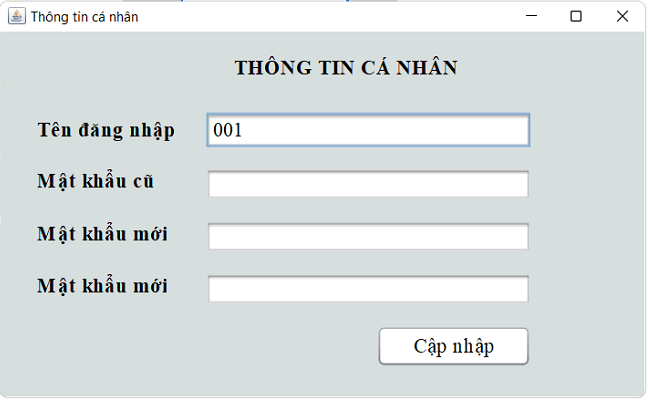 Thông tin cá nhân
THÔNG TIN CÁ NHÂN
Tên đăng nhập 001
Mật khẩu cũ
Mật khẩu mới
Mật khẩu mới
Cập nhập